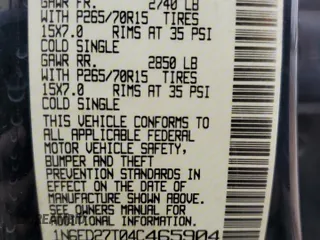 GAWR FR. 2740 LB
WITH P265/70R15 TIRES
15X7.0 RIMS AT 35 PSI
COLD SINGLE
GAWR RR. 2850 LB
WITH P265/70R15 TIRES
15X7.0 RIMS AT 35 PSI
COLD SINGLE
THIS VEHICLE CONFORMS TO
ALL APPLICABLE FEDERAL
MOTOR VEHICLE SAFETY,
BUMPER AND THEFT
PREVENTION STANDARDS IN
EFFECT ON THE DATE OF
MANUFACTURE SHOWN ABOVE.
SEE OWNERS MANUAL FOR
ADDITIONAL INFORMATION.
1N6ED27T04C465904